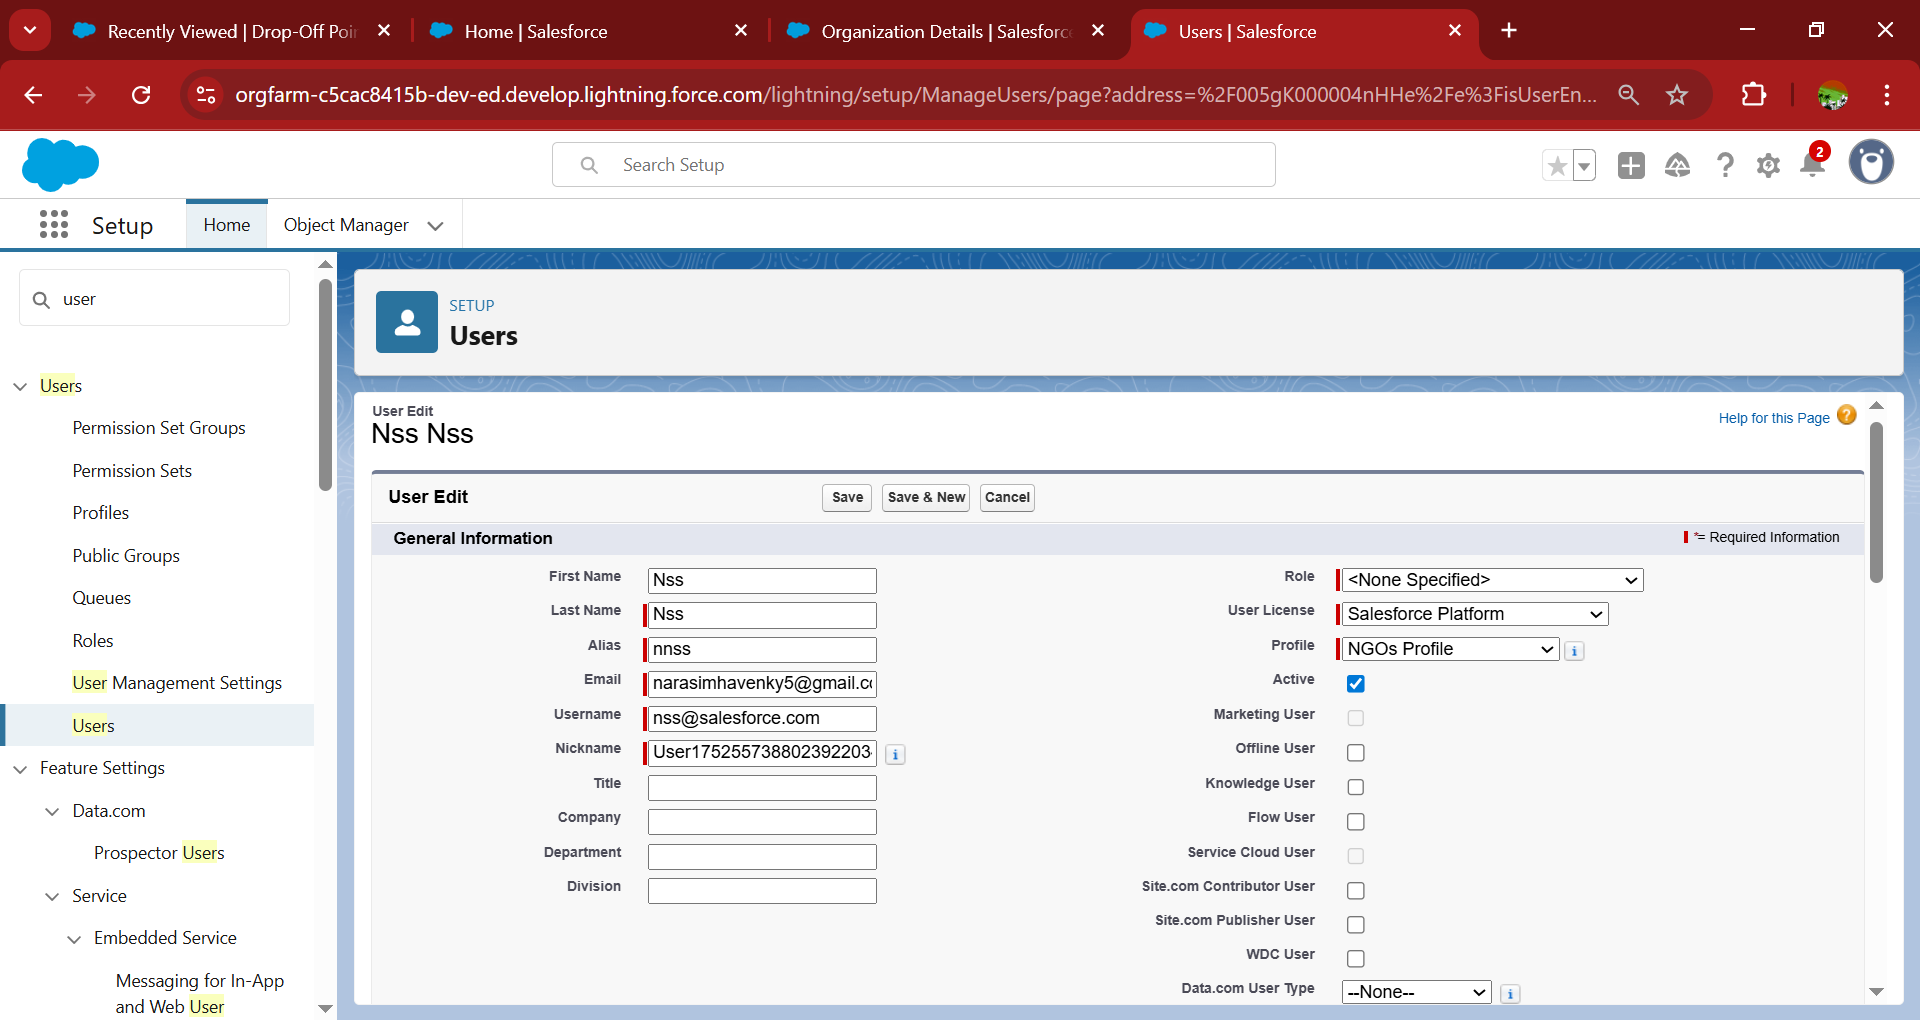 Recently Viewed | Drop-Off Poin
Home | Salesforce
Organization Details | Salesforce
Users | Salesforce
orgfarm-c5cac8415b-dev-ed.develop.lightning.force.com/lightning/setup/ManageUsers/page?address=%2F005gK000004nHHe%2Fe%3FisUserEn...
Search Setup
2
Setup
Home
Object Manager
user
Users
Permission Set Groups
Permission Sets
Profiles
Public Groups
Queues
Roles
User Management Settings
Users
Feature Settings
Data.com
Prospector Users
Service
Embedded Service
Messaging for In-App
and Web User
SETUP
Users
User Edit
Nss Nss
Help for this Page ?
User Edit
Save
Save & New
Cancel
General Information
*= Required Information
First Name Nss
Last Name Nss
Alias nnss
Email narasimhavenky5@gmail.co
Username nss@salesforce.com
Nickname User175255738802392203 i
Title
Company
Department
Division
Role <None Specified>
User License Salesforce Platform
Profile NGOs Profile i
Active
Marketing User
Offline User
Knowledge User
Flow User
Service Cloud User
Site.com Contributor User
Site.com Publisher User
WDC User
Data.com User Type --None-- i